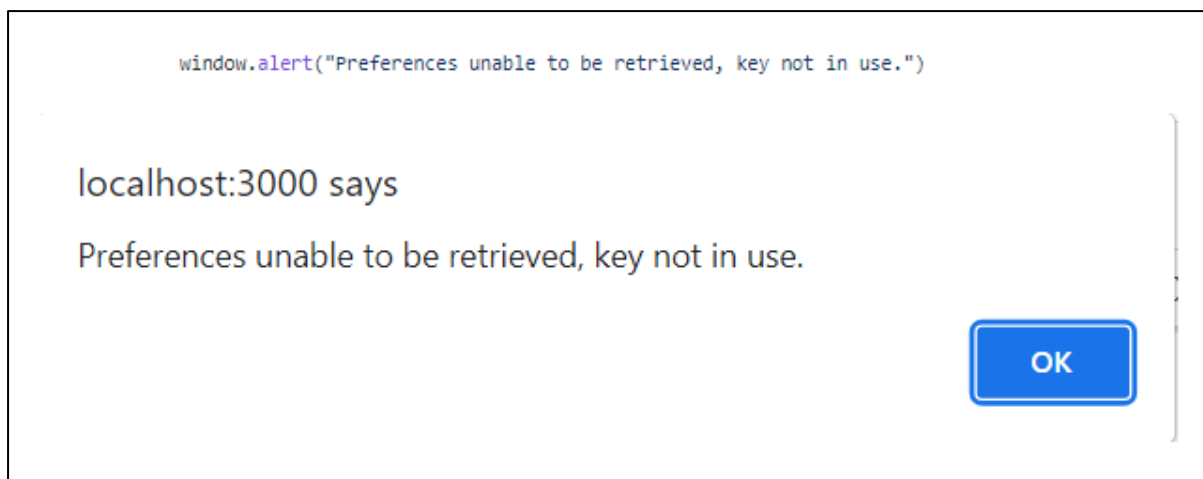 window.alert("Preferences unable to be retrieved, key not in use.")
localhost:3000 says
Preferences unable to be retrieved, key not in use.
OK